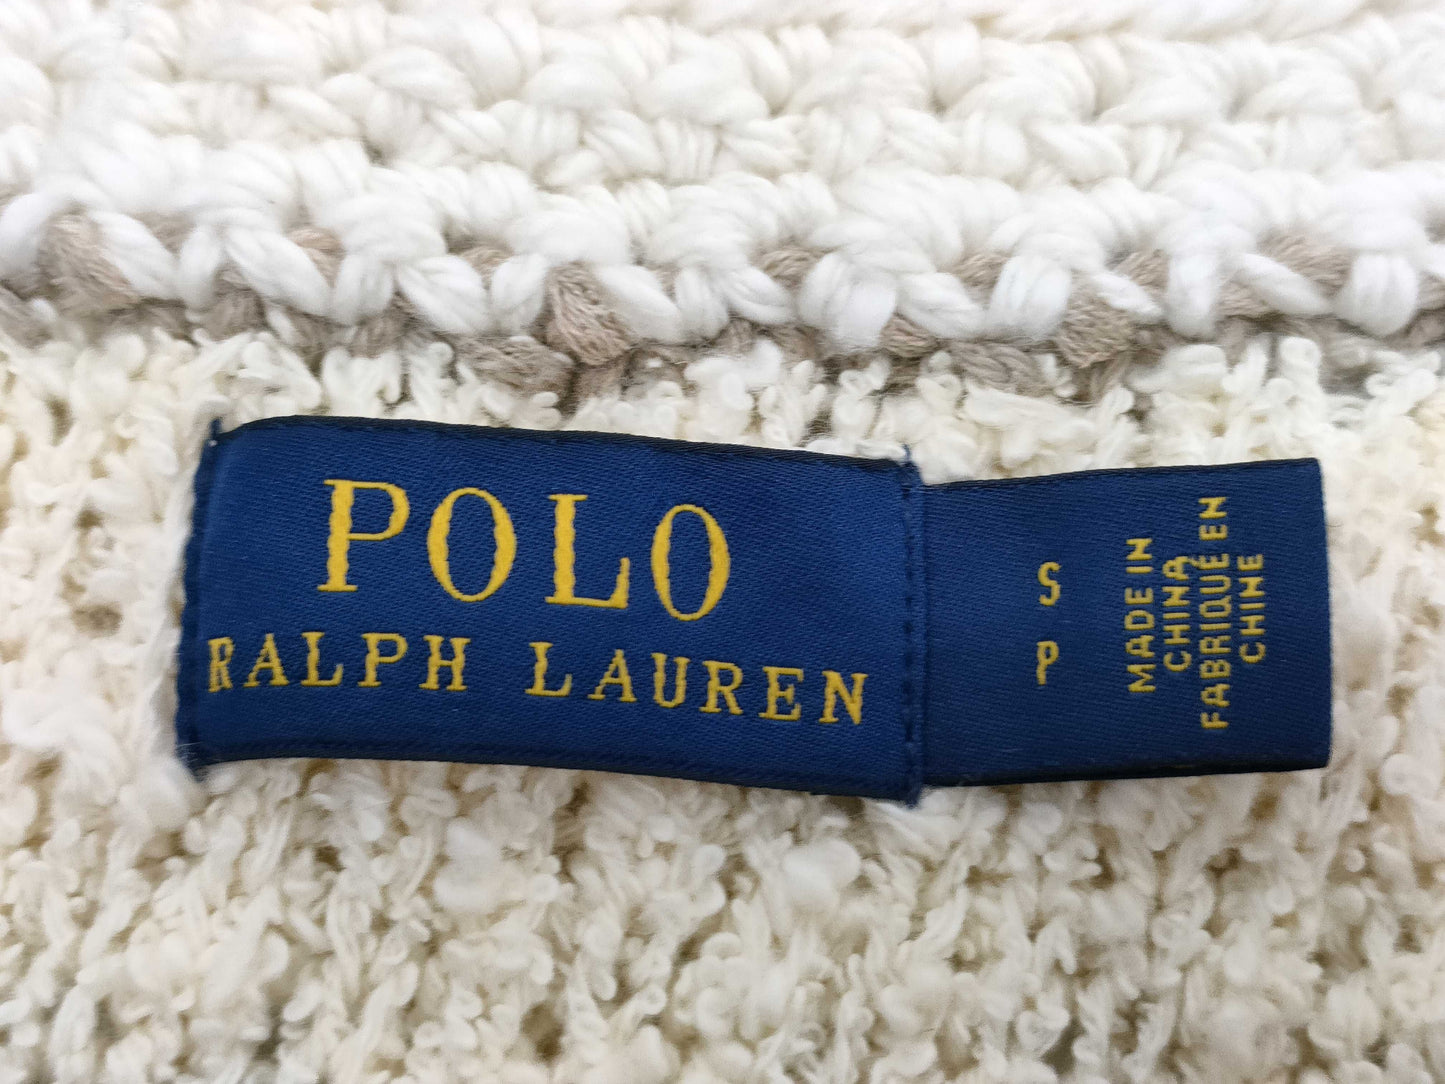 POLO
RALPH LAUREN
S
P
MADE IN
CHINA
FABRIQUÉ EN
CHINE